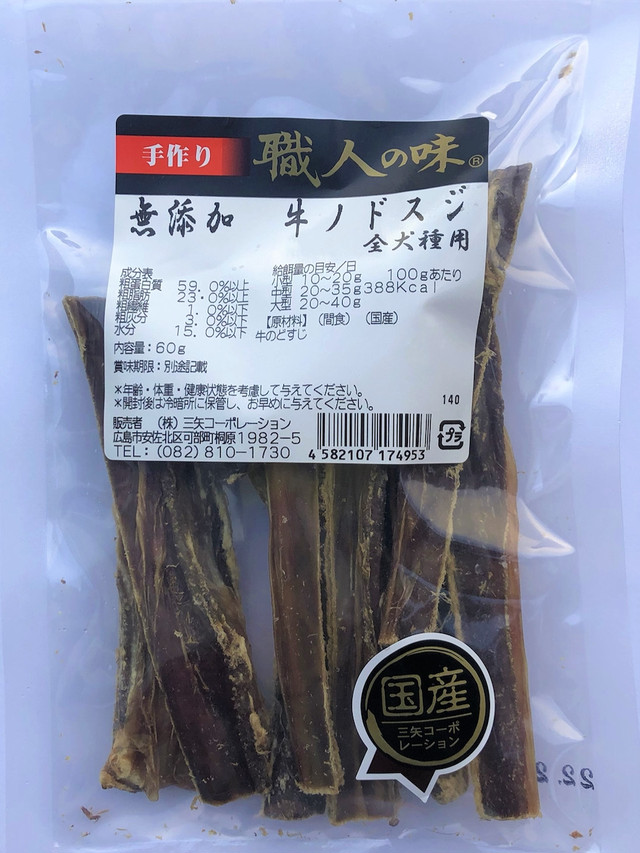 手作り 職人の味®
無添加 牛ノドスジ
全犬種用
成分表
粗蛋白質 59.0%以上
粗脂肪 23.0%以上
粗繊維 1.0%以下
粗灰分 3.0%以下
水分 15.0%以下
給餌量の目安/日
小型 10~20g 100gあたり
中型 20~35g 388Kcal
大型 20~40g
【原材料】(間食)(国産)
牛のどすじ
内容量:60g
賞味期限:別途記載
*年齢・体重・健康状態を考慮して与えてください。
*開封後は冷暗所に保管し、お早めに与えてください。
140
販売者 (株)三矢コーポレーション
広島市安佐北区可部町桐原1982-5
TEL:(082)810-1730
4 582107 174953
プラ
国産
三矢コーポ
レーション